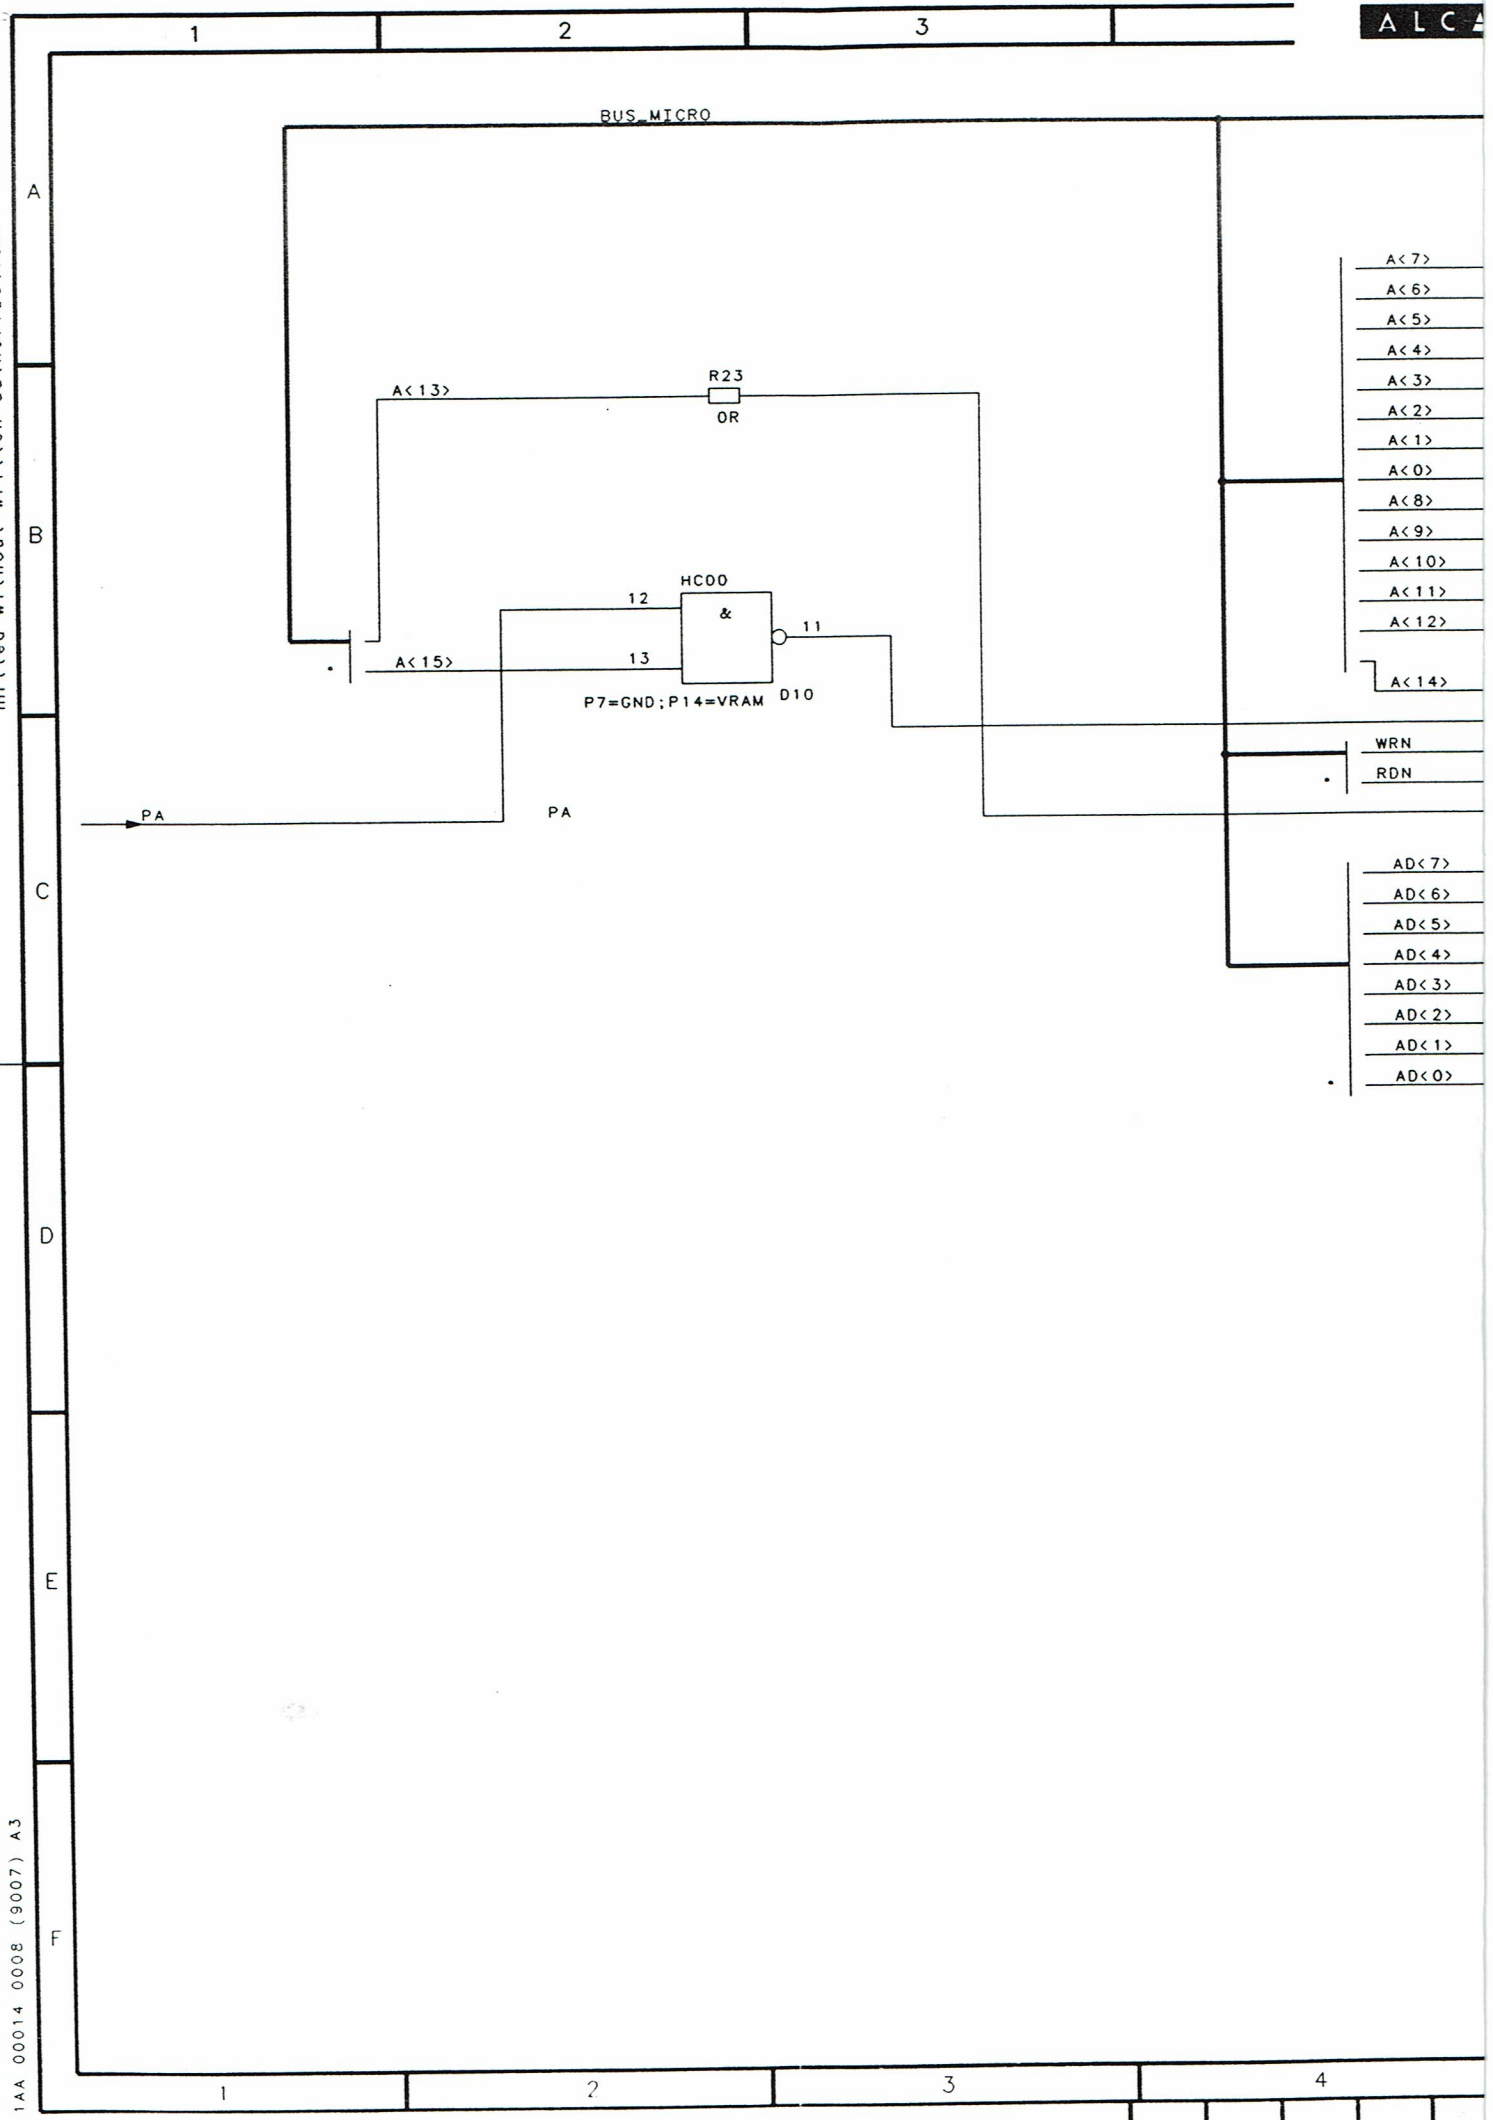 1
2
3
ALCA
BUS_MICRO
A
A<7>
A<6>
A<5>
A<4>
A<3>
A<2>
A<1>
A<0>
A<8>
A<9>
A<10>
A<11>
A<12>
A<14>
R23
A<13>
0R
B
HC00
12
&
11
13
A<15>
P7=GND;P14=VRAM
D10
WRN
RDN
PA
PA
C
AD<7>
AD<6>
AD<5>
AD<4>
AD<3>
AD<2>
AD<1>
AD<0>
D
E
F
1AA 00014 0008 (9007) A3
1
2
3
4